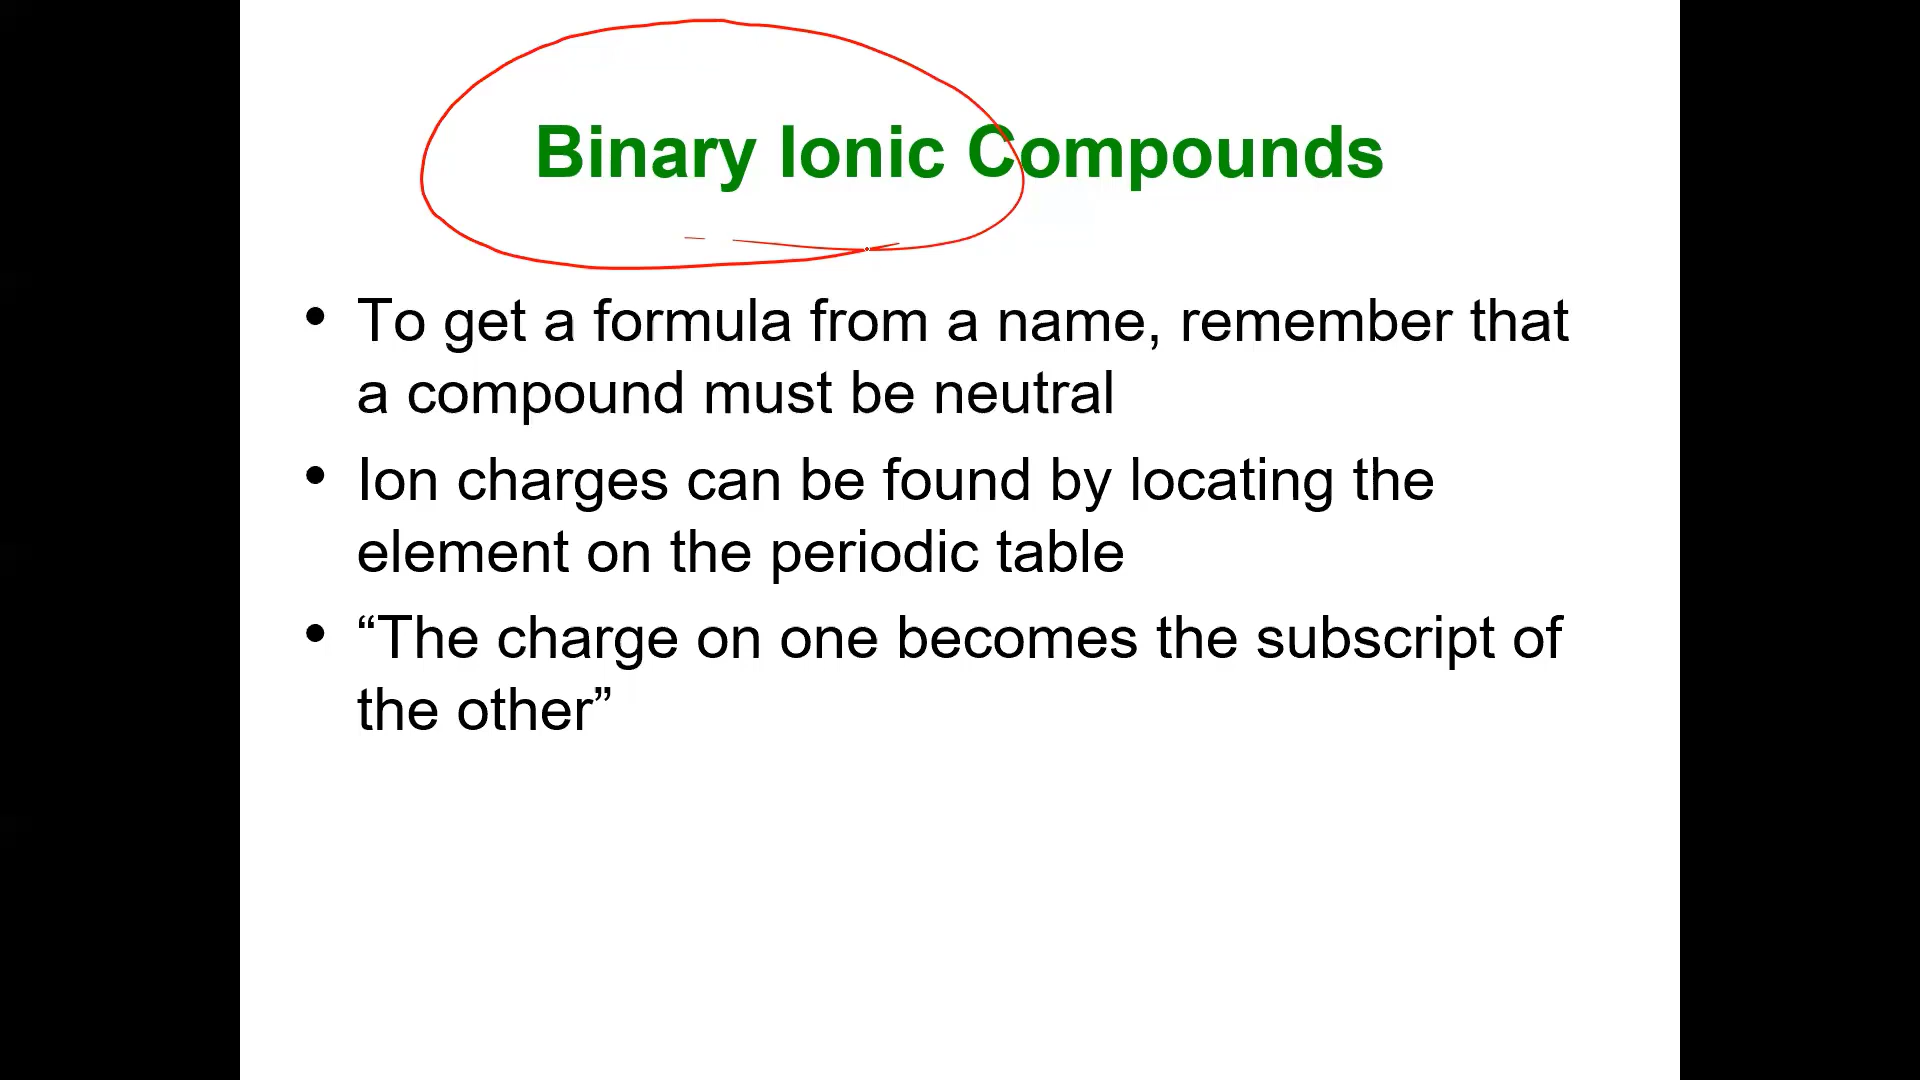 Binary Ionic Compounds
• To get a formula from a name, remember that
a compound must be neutral
• Ion charges can be found by locating the
element on the periodic table
• “The charge on one becomes the subscript of
the other”